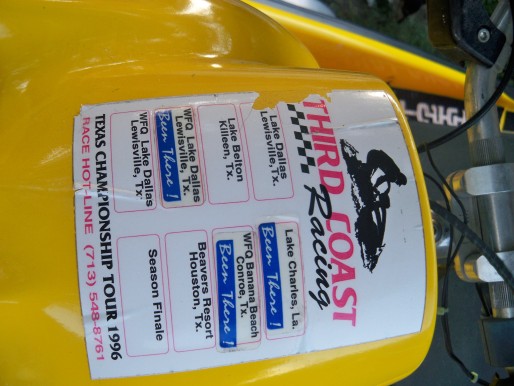 THIRD COAST
Racing
Lake Dallas
Lewisville, Tx.
Lake Charles, La.
Been There !
Lake Belton
Killeen, Tx.
WFQ Banana Beach
Conroe, Tx.
Been There !
WFQ Lake Dallas
Lewisville, Tx.
Been There !
Beavers Resort
Houston, Tx.
WFQ Lake Dallas
Lewisville, Tx.
Season Finale
TEXAS CHAMPIONSHIP TOUR 1996
RACE HOT-LINE (713) 548-8761